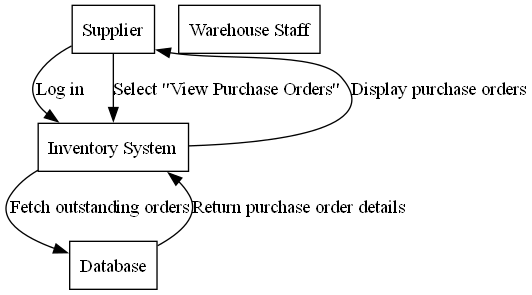 Supplier
Warehouse Staff
Log in
Select "View Purchase Orders"
Display purchase orders
Inventory System
Fetch outstanding orders
Return purchase order details
Database